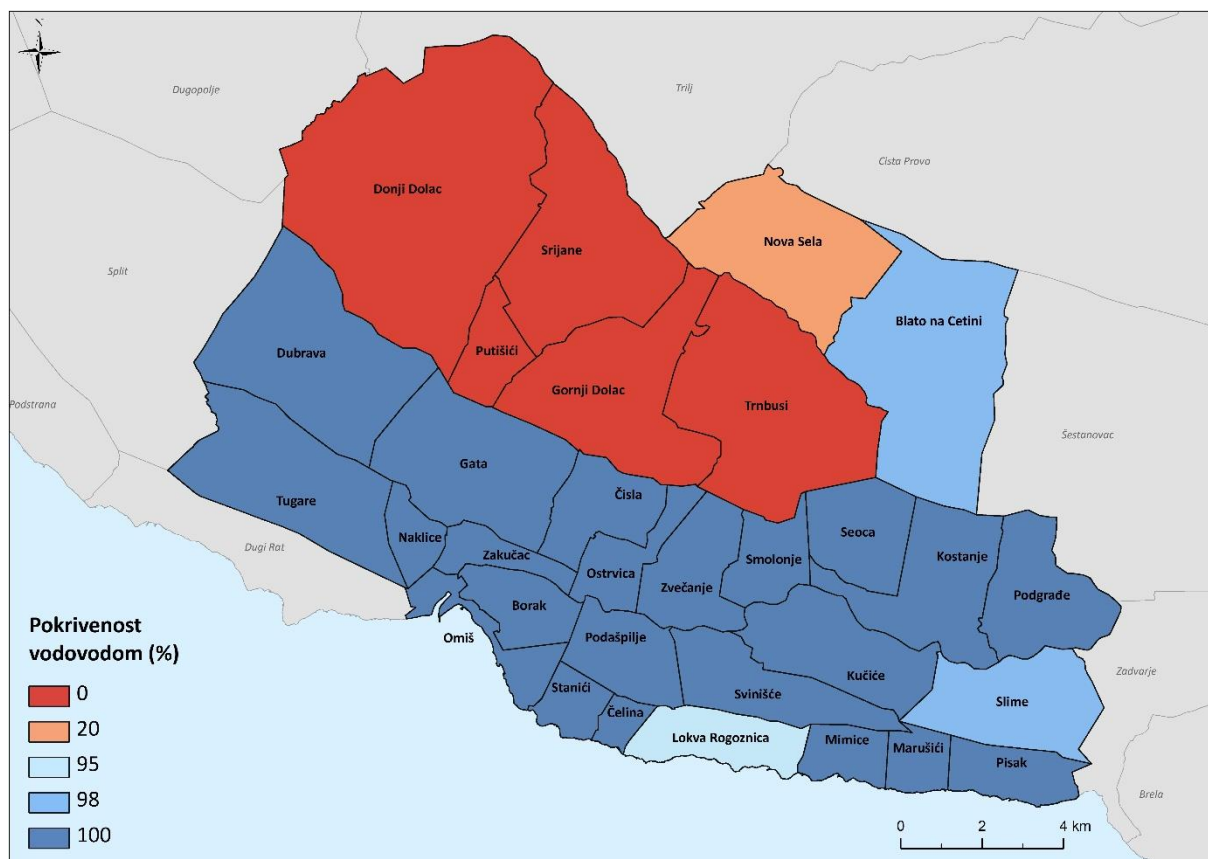 N
Dugopolje
Trilj
Cista Provo
Donji Dolac
Srijane
Nova Sela
Split
Blato na Cetini
Dubrava
Putišići
Gornji Dolac
Trnbusi
Podstrana
Šestanovac
Gata
Čisla
Tugare
Seoca
Naklice
Zakučac
Smolonje
Kostanje
Dugi Rat
Ostrvica
Zvečanje
Podgrađe
Borak
Omiš
Podašpilje
Zadvarje
Kučiće
Stanići
Svinišće
Slime
Čelina
Lokva Rogoznica
Mimice
Marušići
Pisak
Brela
Pokrivenost
vodovodom (%)
0
20
95
98
100
0 2 4 km